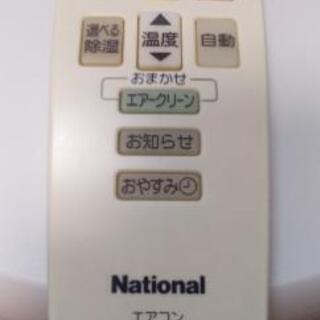 選べる
除湿
温度
自動
おまかせ
エアークリーン
お知らせ
おやすみ
National
エアコン